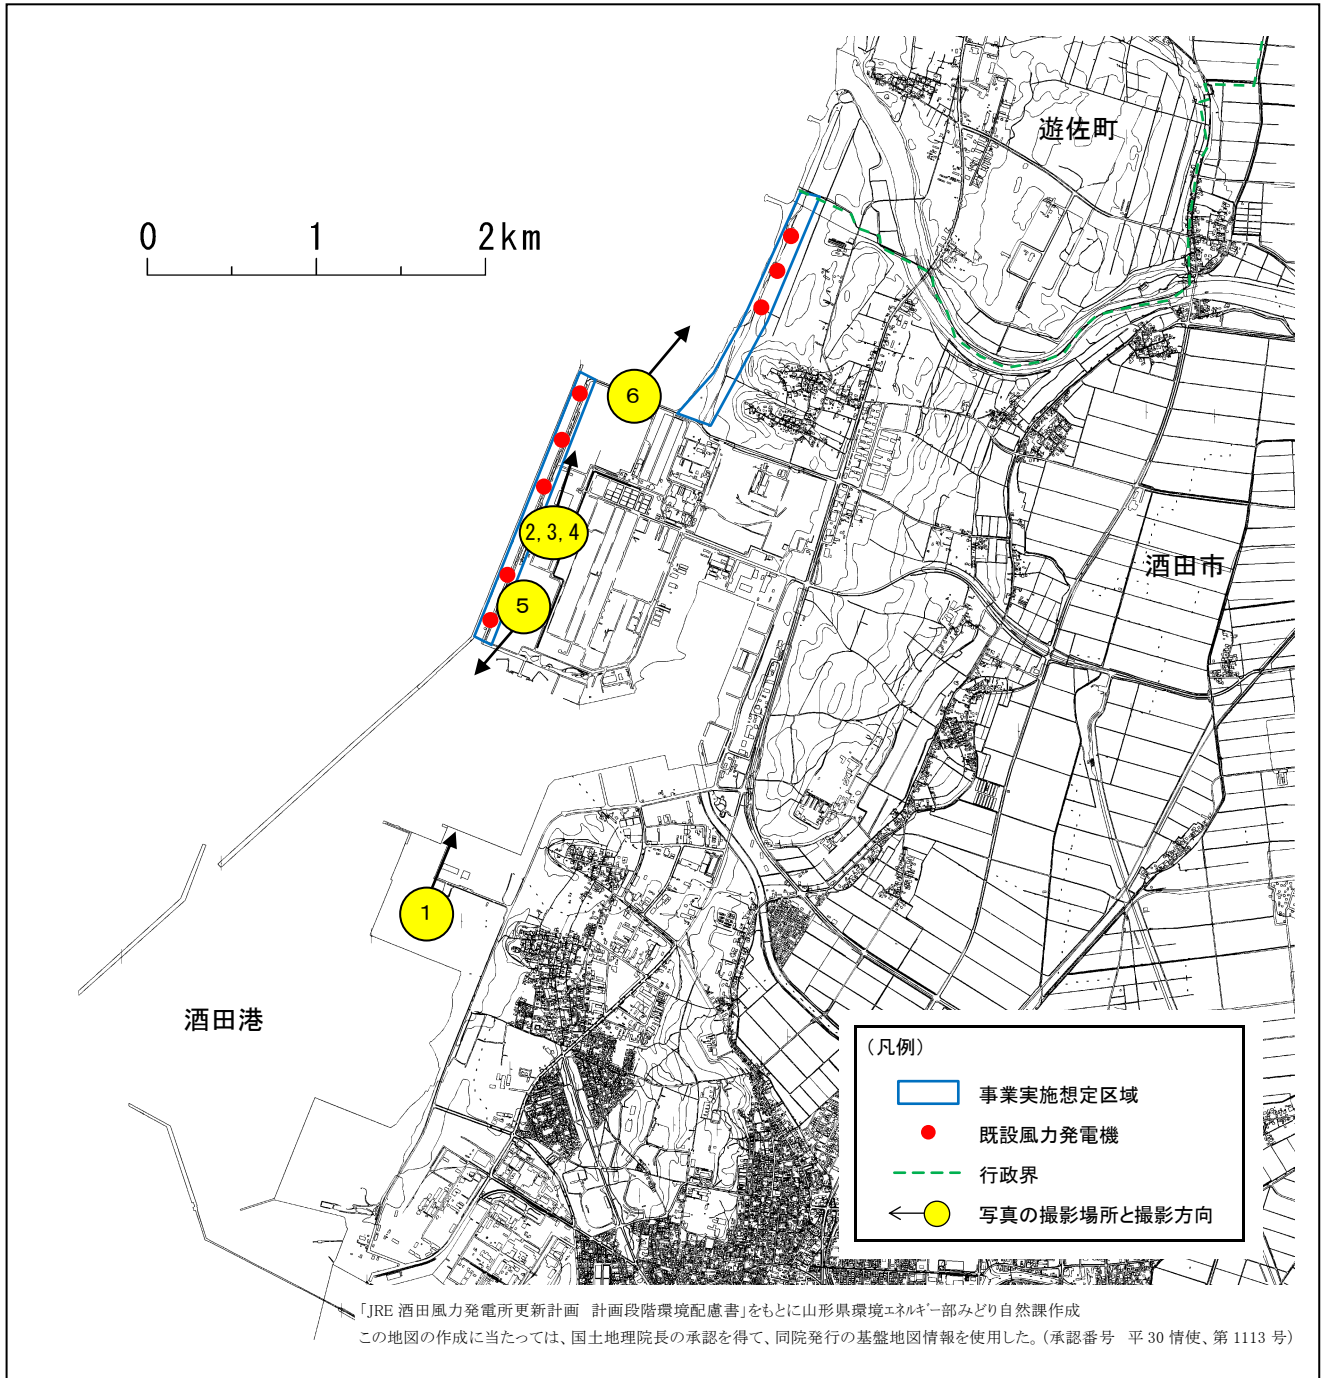 遊佐町
0 1 2km
6
2,3,4
酒田市
5
1
酒田港
(凡例)
事業実施想定区域
既設風力発電機
行政界
写真の撮影場所と撮影方向
「JRE 酒田風力発電所更新計画 計画段階環境配慮書」をもとに山形県環境エネルギー部みどり自然課作成
この地図の作成に当たっては、国土地理院長の承認を得て、同院発行の基盤地図情報を使用した。(承認番号 平 30 情使、第 1113 号)